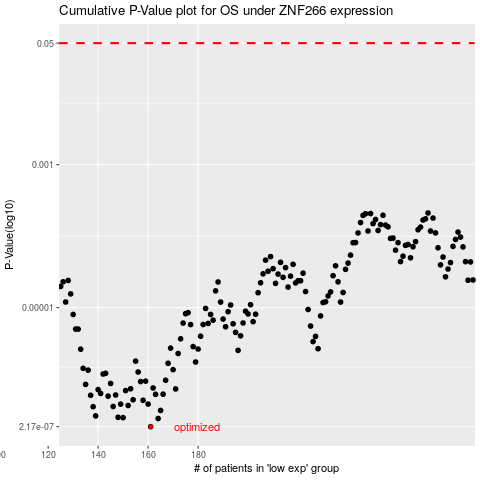 Cumulative P-Value plot for OS under ZNF266 expression
P-Value(log10)
0.05
0.001
0.00001
2.17e-07
optimized
120
140
160
180
# of patients in 'low exp' group